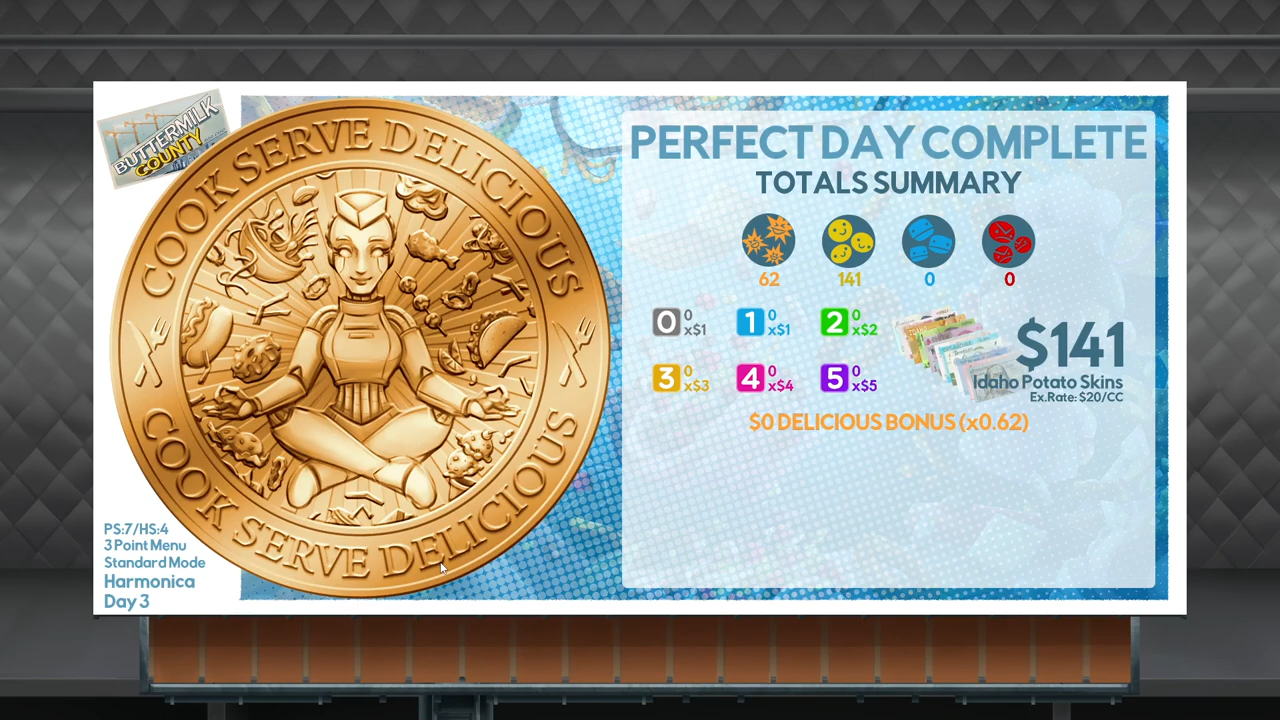 BUTTERMILK
COUNTY
COOK SERVE DELICIOUS
COOK SERVE DELICIOUS
PS:7/HS:4
3 Point Menu
Standard Mode
Harmonica
Day 3
PERFECT DAY COMPLETE
TOTALS SUMMARY
62 141 0 0
0 0 x$1 1 0 x$1 2 0 x$2
3 0 x$3 4 0 x$4 5 0 x$5
$141
Idaho Potato Skins
Ex.Rate: $20/CC
$0 DELICIOUS BONUS (x0.62)